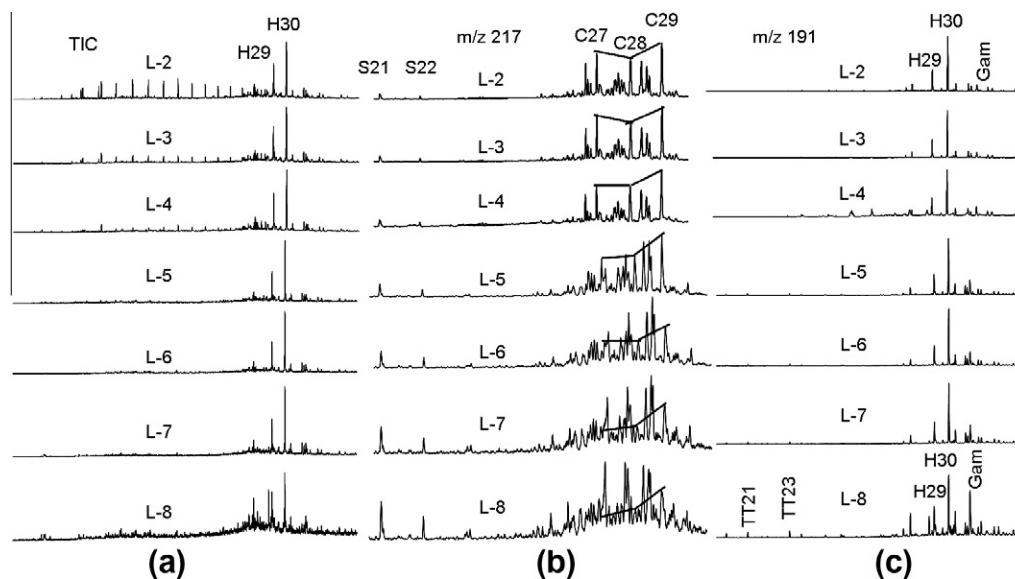 TIC
L-2
H29
H30
L-3
L-4
L-5
L-6
L-7
L-8
(a)
m/z 217
S21
S22
C27
C28
C29
L-2
L-3
L-4
L-5
L-6
L-7
L-8
(b)
m/z 191
H30
H29
Gam
L-2
L-3
L-4
L-5
L-6
L-7
H30
L-8
H29
Gam
TT21
TT23
(c)